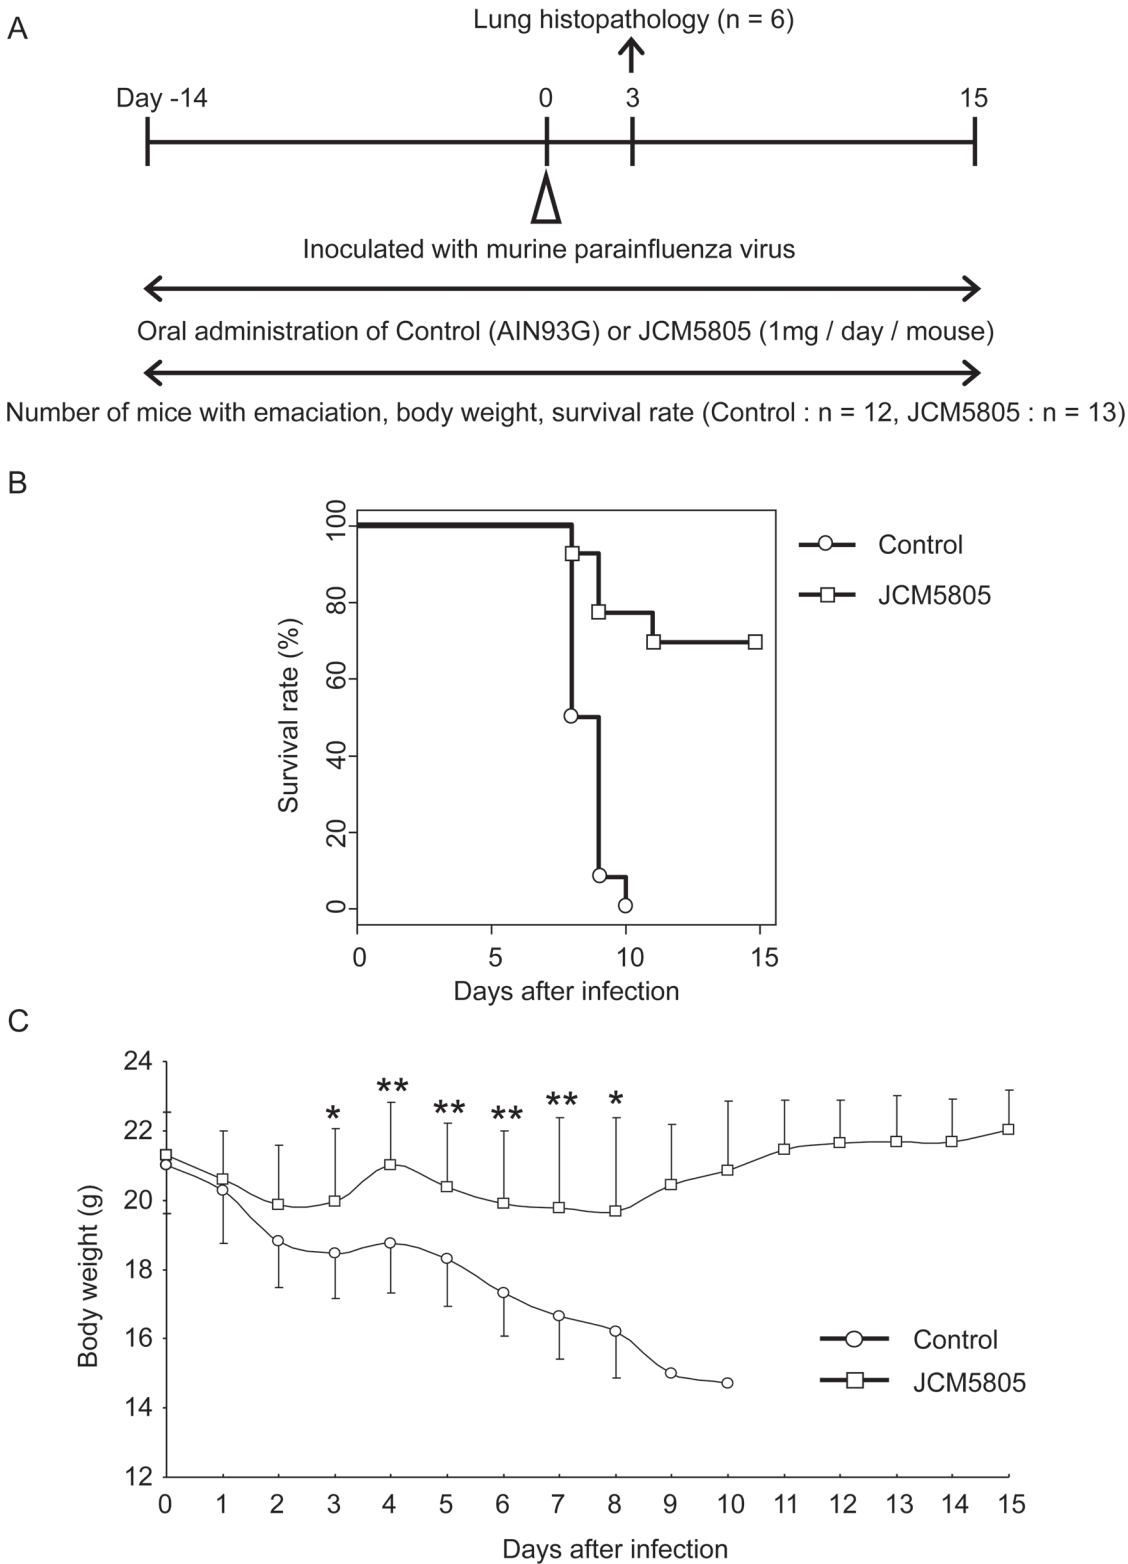 A
Lung histopathology (n = 6)
Day -14 0 3 15
Inoculated with murine parainfluenza virus
Oral administration of Control (AIN93G) or JCM5805 (1mg / day / mouse)
Number of mice with emaciation, body weight, survival rate (Control : n = 12, JCM5805 : n = 13)
B
Survival rate (%)
100
80
60
40
20
0
0 5 10 15
Days after infection
Control
JCM5805
C
Body weight (g)
24
22
20
18
16
14
12
* ** ** ** ** *
0 1 2 3 4 5 6 7 8 9 10 11 12 13 14 15
Days after infection
Control
JCM5805